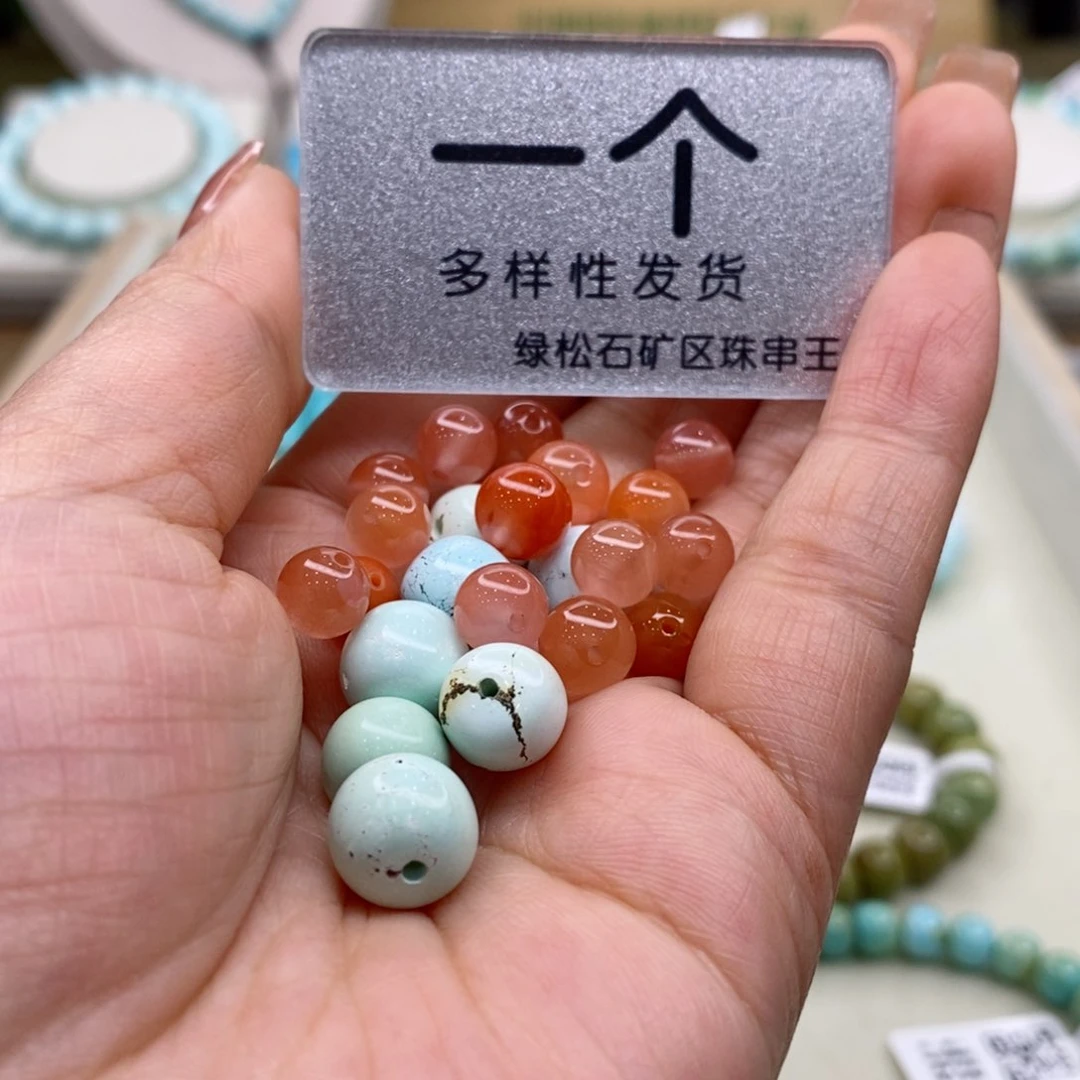 一个
多样性发货
绿松石矿区珠串王